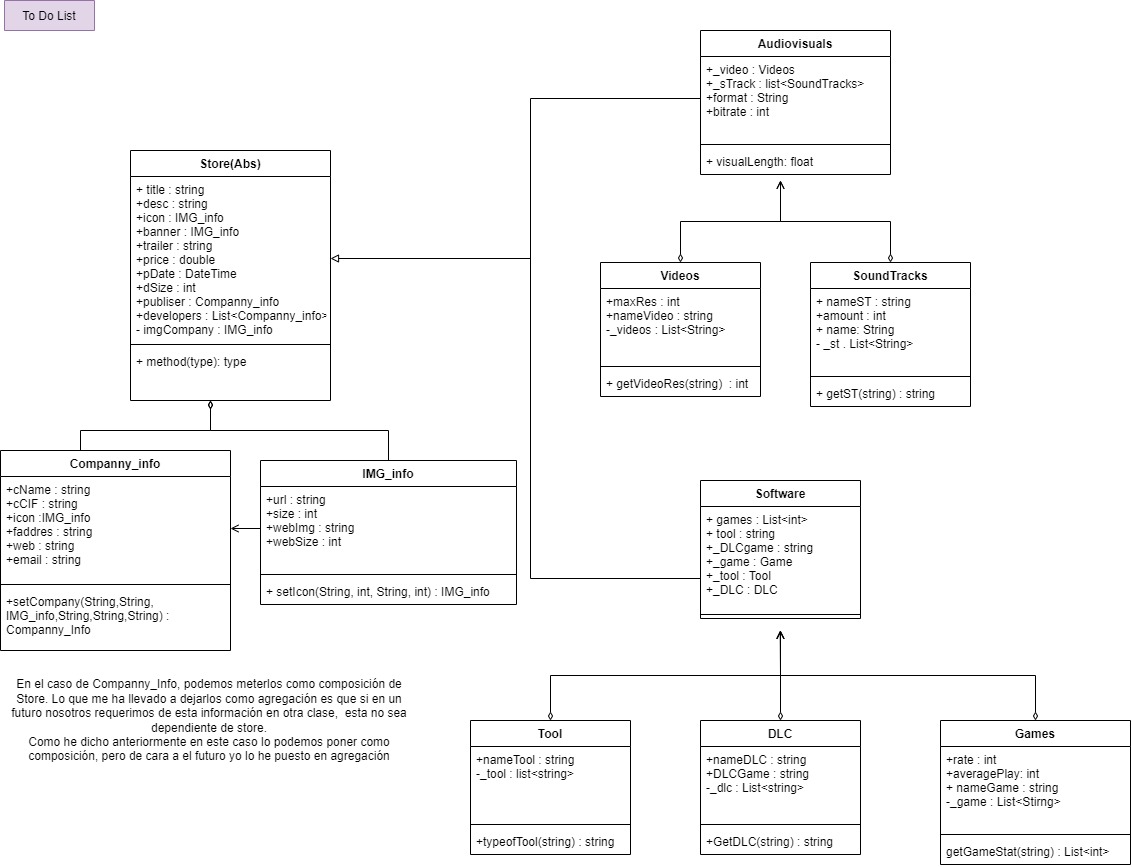 To Do List
Audiovisuals
+_video : Videos
+_sTrack : list<SoundTracks>
+format : String
+bitrate : int
+ visualLength: float
Store(Abs)
+ title : string
+desc : string
+icon : IMG_info
+banner : IMG_info
+trailer : string
+price : double
+pDate : DateTime
+dSize : int
+publiser : Companny_info
+developers : List<Companny_info>
- imgCompany : IMG_info
+ method(type): type
Videos
+maxRes : int
+nameVideo : string
-_videos : List<String>
+ getVideoRes(string)  : int
SoundTracks
+ nameST : string
+amount : int
+ name: String
- _st . List<String>
+ getST(string) : string
Companny_info
+cName : string
+cCIF : string
+icon :IMG_info
+faddres : string
+web : string
+email : string
+setCompany(String,String,
IMG_info,String,String,String) :
Companny_Info
IMG_info
+url : string
+size : int
+webImg : string
+webSize : int
+ setIcon(String, int, String, int) : IMG_info
Software
+ games : List<int>
+ tool : string
+_DLCgame : string
+_game : Game
+_tool : Tool
+_DLC : DLC
En el caso de Companny_Info, podemos meterlos como composición de
Store. Lo que me ha llevado a dejarlos como agregación es que si en un
futuro nosotros requerimos de esta información en otra clase,  esta no sea
dependiente de store.
Como he dicho anteriormente en este caso lo podemos poner como
composición, pero de cara a el futuro yo lo he puesto en agregación
Tool
+nameTool : string
-_tool : list<string>
+typeofTool(string) : string
DLC
+nameDLC : string
+DLCGame : string
-_dlc : List<string>
+GetDLC(string) : string
Games
+rate : int
+averagePlay: int
+ nameGame : string
-_game : List<Stirng>
getGameStat(string) : List<int>